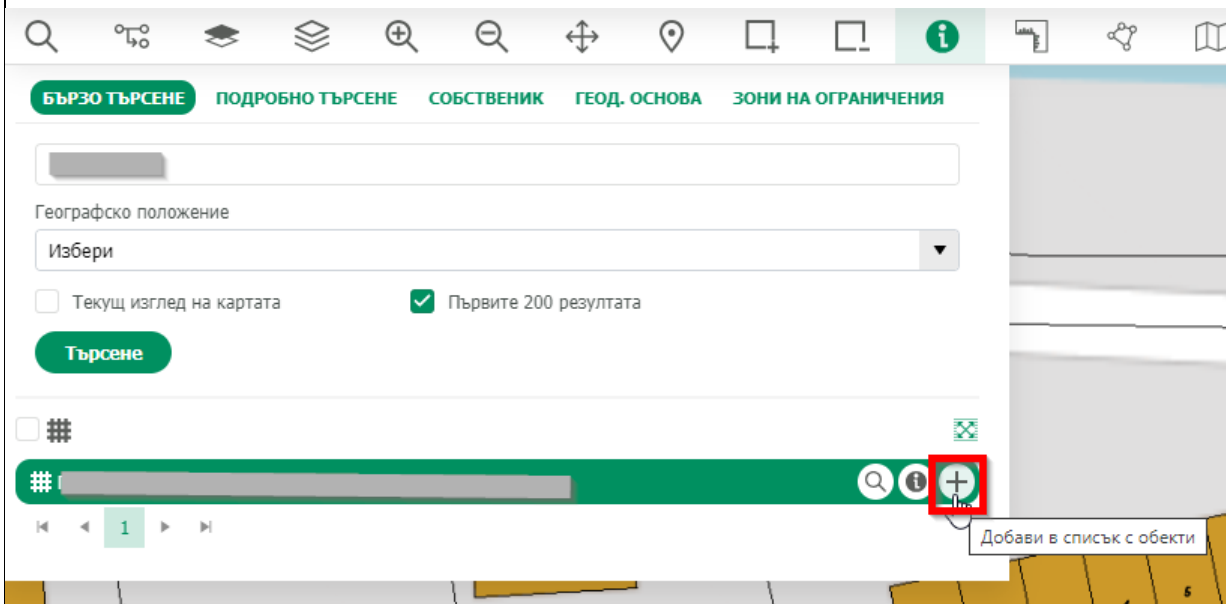 БЪРЗО ТЪРСЕНЕ ПОДРОБНО ТЪРСЕНЕ СОБСТВЕНИК ГЕОД. ОСНОВА ЗОНИ НА ОГРАНИЧЕНИЯ
Географско положение
Избери
Текущ изглед на картата Първите 200 резултата
Търсене
1
Добави в списък с обекти
5